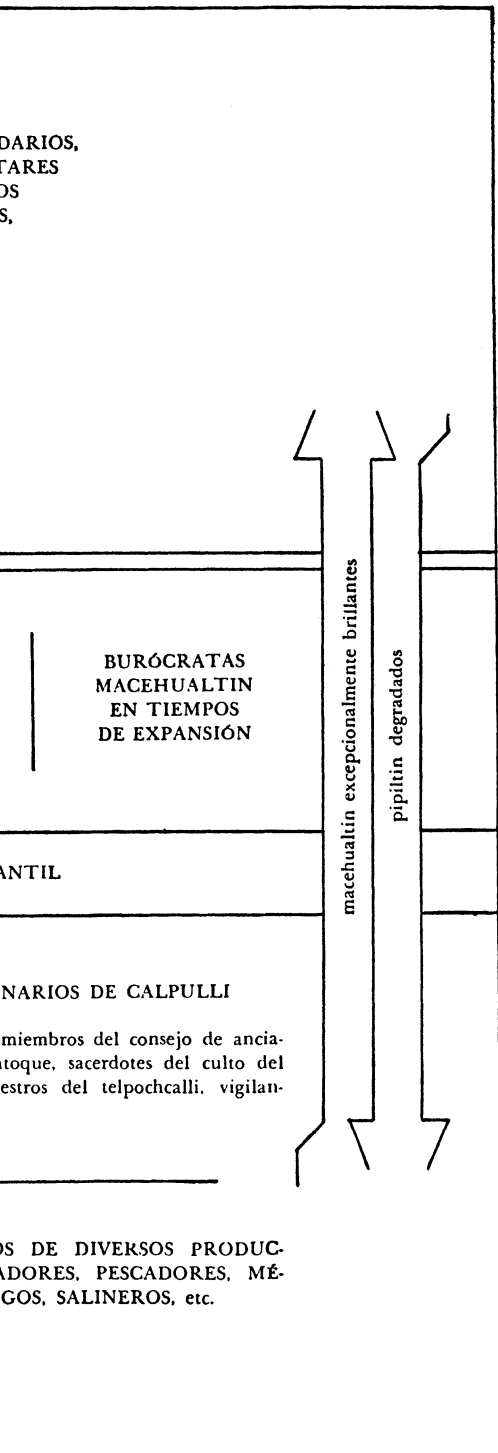 DARIOS,
TARES
OS
S,
macehualtin excepcionalmente brillantes
pipiltin degradados
BURÓCRATAS
MACEHUALTIN
EN TIEMPOS
DE EXPANSIÓN
ANTIL
NARIOS DE CALPULLI
miembros del consejo de ancia-
atoque, sacerdotes del culto del
estros del telpochcalli, vigilan-
OS DE DIVERSOS PRODUC-
ADORES, PESCADORES, MÉ-
GOS, SALINEROS, etc.